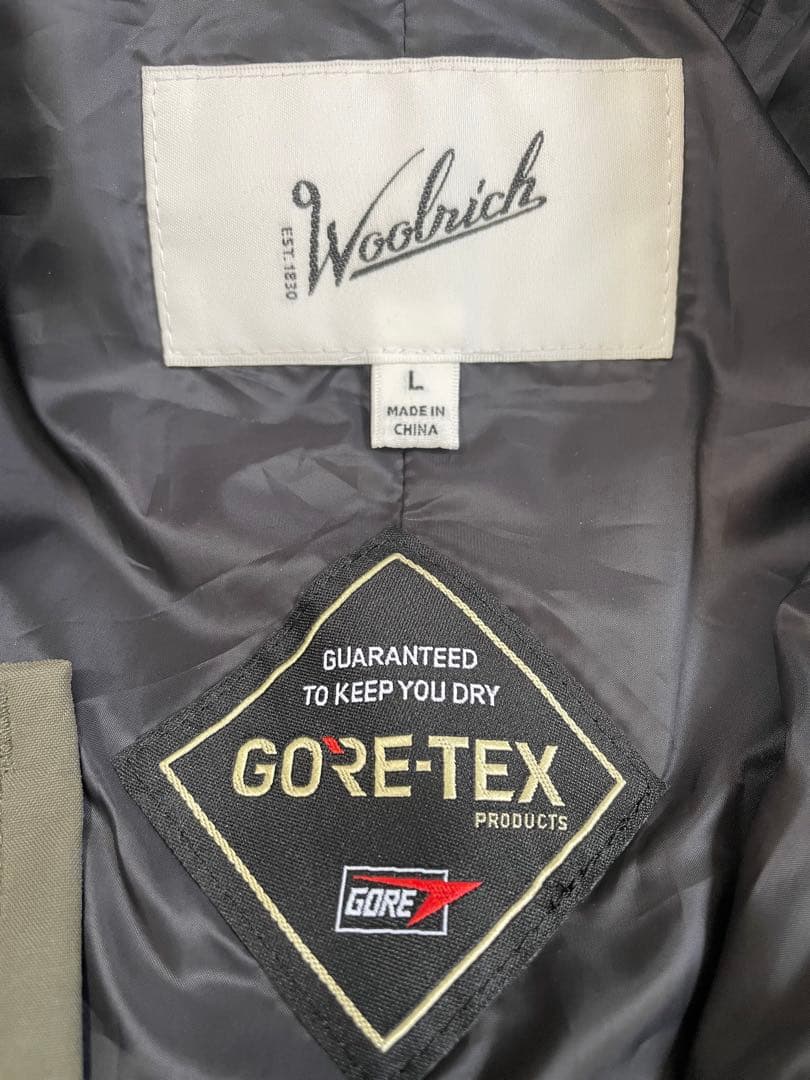 Woolrich
EST.1830
L
MADE IN
CHINA
GUARANTEED
TO KEEP YOU DRY
GORE-TEX
PRODUCTS
GORE